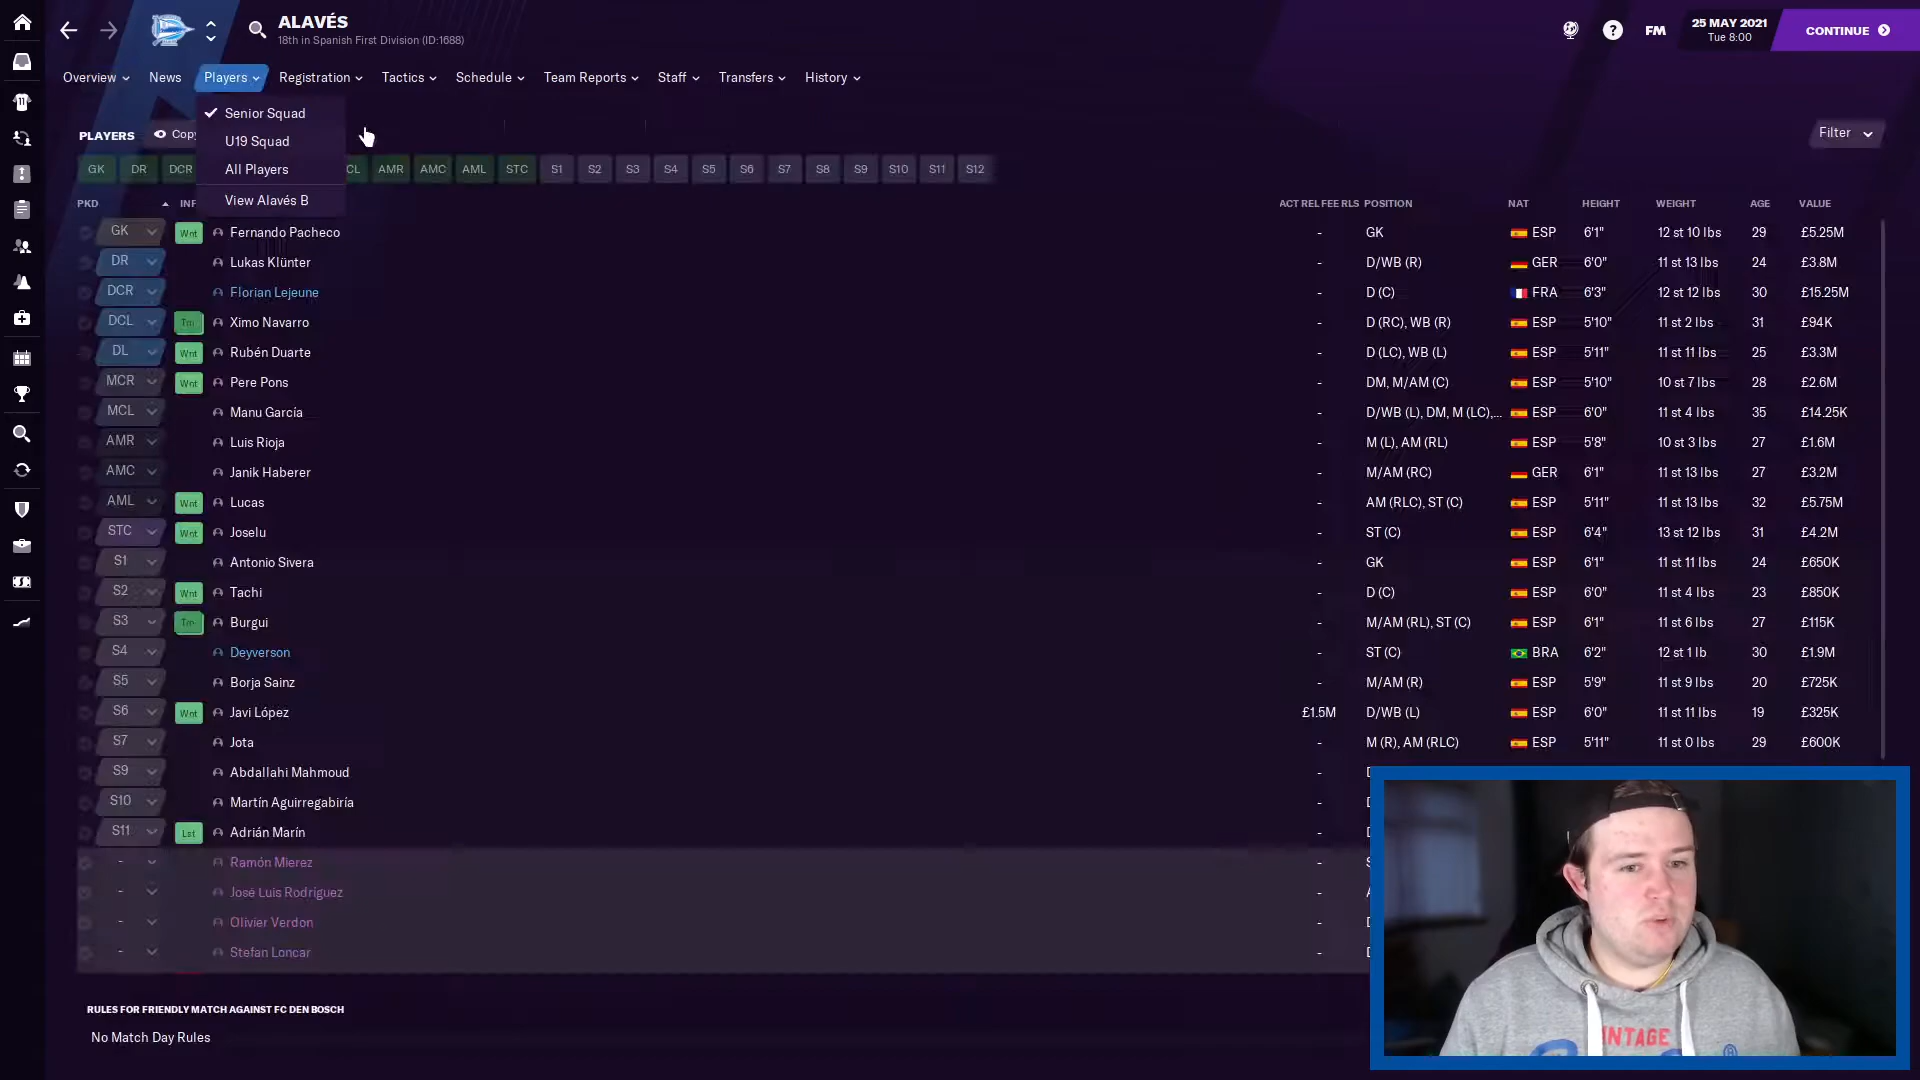 ALAVÉS
18th in Spanish First Division (ID:1688)
FM
25 MAY 2021
Tue 8:00
CONTINUE
Overview
News
Players
Registration
Tactics
Schedule
Team Reports
Staff
Transfers
History
Senior Squad
U19 Squad
All Players
View Alavés B
PLAYERS
Copy
Filter
GK DR DCR CL AMR AMC AML STC S1 S2 S3 S4 S5 S6 S7 S8 S9 S10 S11 S12
PKD INF ACT REL FEE RLS POSITION NAT HEIGHT WEIGHT AGE VALUE
GK Wnt Fernando Pacheco - GK ESP 6'1" 12 st 10 lbs 29 £5.25M
DR Lukas Klünter - D/WB (R) GER 6'0" 11 st 13 lbs 24 £3.8M
DCR Florian Lejeune - D (C) FRA 6'3" 12 st 12 lbs 30 £15.25M
DCL Trn Ximo Navarro - D (RC), WB (R) ESP 5'10" 11 st 2 lbs 31 £94K
DL Wnt Rubén Duarte - D (LC), WB (L) ESP 5'11" 11 st 11 lbs 25 £3.3M
MCR Wnt Pere Pons - DM, M/AM (C) ESP 5'10" 10 st 7 lbs 28 £2.6M
MCL Manu García - D/WB (L), DM, M (LC),... ESP 6'0" 11 st 4 lbs 35 £14.25K
AMR Luis Rioja - M (L), AM (RL) ESP 5'8" 10 st 3 lbs 27 £1.6M
AMC Janik Haberer - M/AM (RC) GER 6'1" 11 st 13 lbs 27 £3.2M
AML Wnt Lucas - AM (RLC), ST (C) ESP 5'11" 11 st 13 lbs 32 £5.75M
STC Wnt Joselu - ST (C) ESP 6'4" 13 st 12 lbs 31 £4.2M
S1 Antonio Sivera - GK ESP 6'1" 11 st 11 lbs 24 £650K
S2 Wnt Tachi - D (C) ESP 6'0" 11 st 4 lbs 23 £850K
S3 Trn Burgui - M/AM (RL), ST (C) ESP 6'1" 11 st 6 lbs 27 £115K
S4 Deyverson - ST (C) BRA 6'2" 12 st 1 lb 30 £1.9M
S5 Borja Sainz - M/AM (R) ESP 5'9" 11 st 9 lbs 20 £725K
S6 Wnt Javi López £1.5M D/WB (L) ESP 6'0" 11 st 11 lbs 19 £325K
S7 Jota - M (R), AM (RLC) ESP 5'11" 11 st 0 lbs 29 £600K
S9 Abdallahi Mahmoud -
S10 Martín Aguirregabiría -
S11 Lst Adrián Marín -
- Ramón Mierez -
- José Luis Rodríguez -
- Olivier Verdon -
- Stefan Loncar -
RULES FOR FRIENDLY MATCH AGAINST FC DEN BOSCH
No Match Day Rules